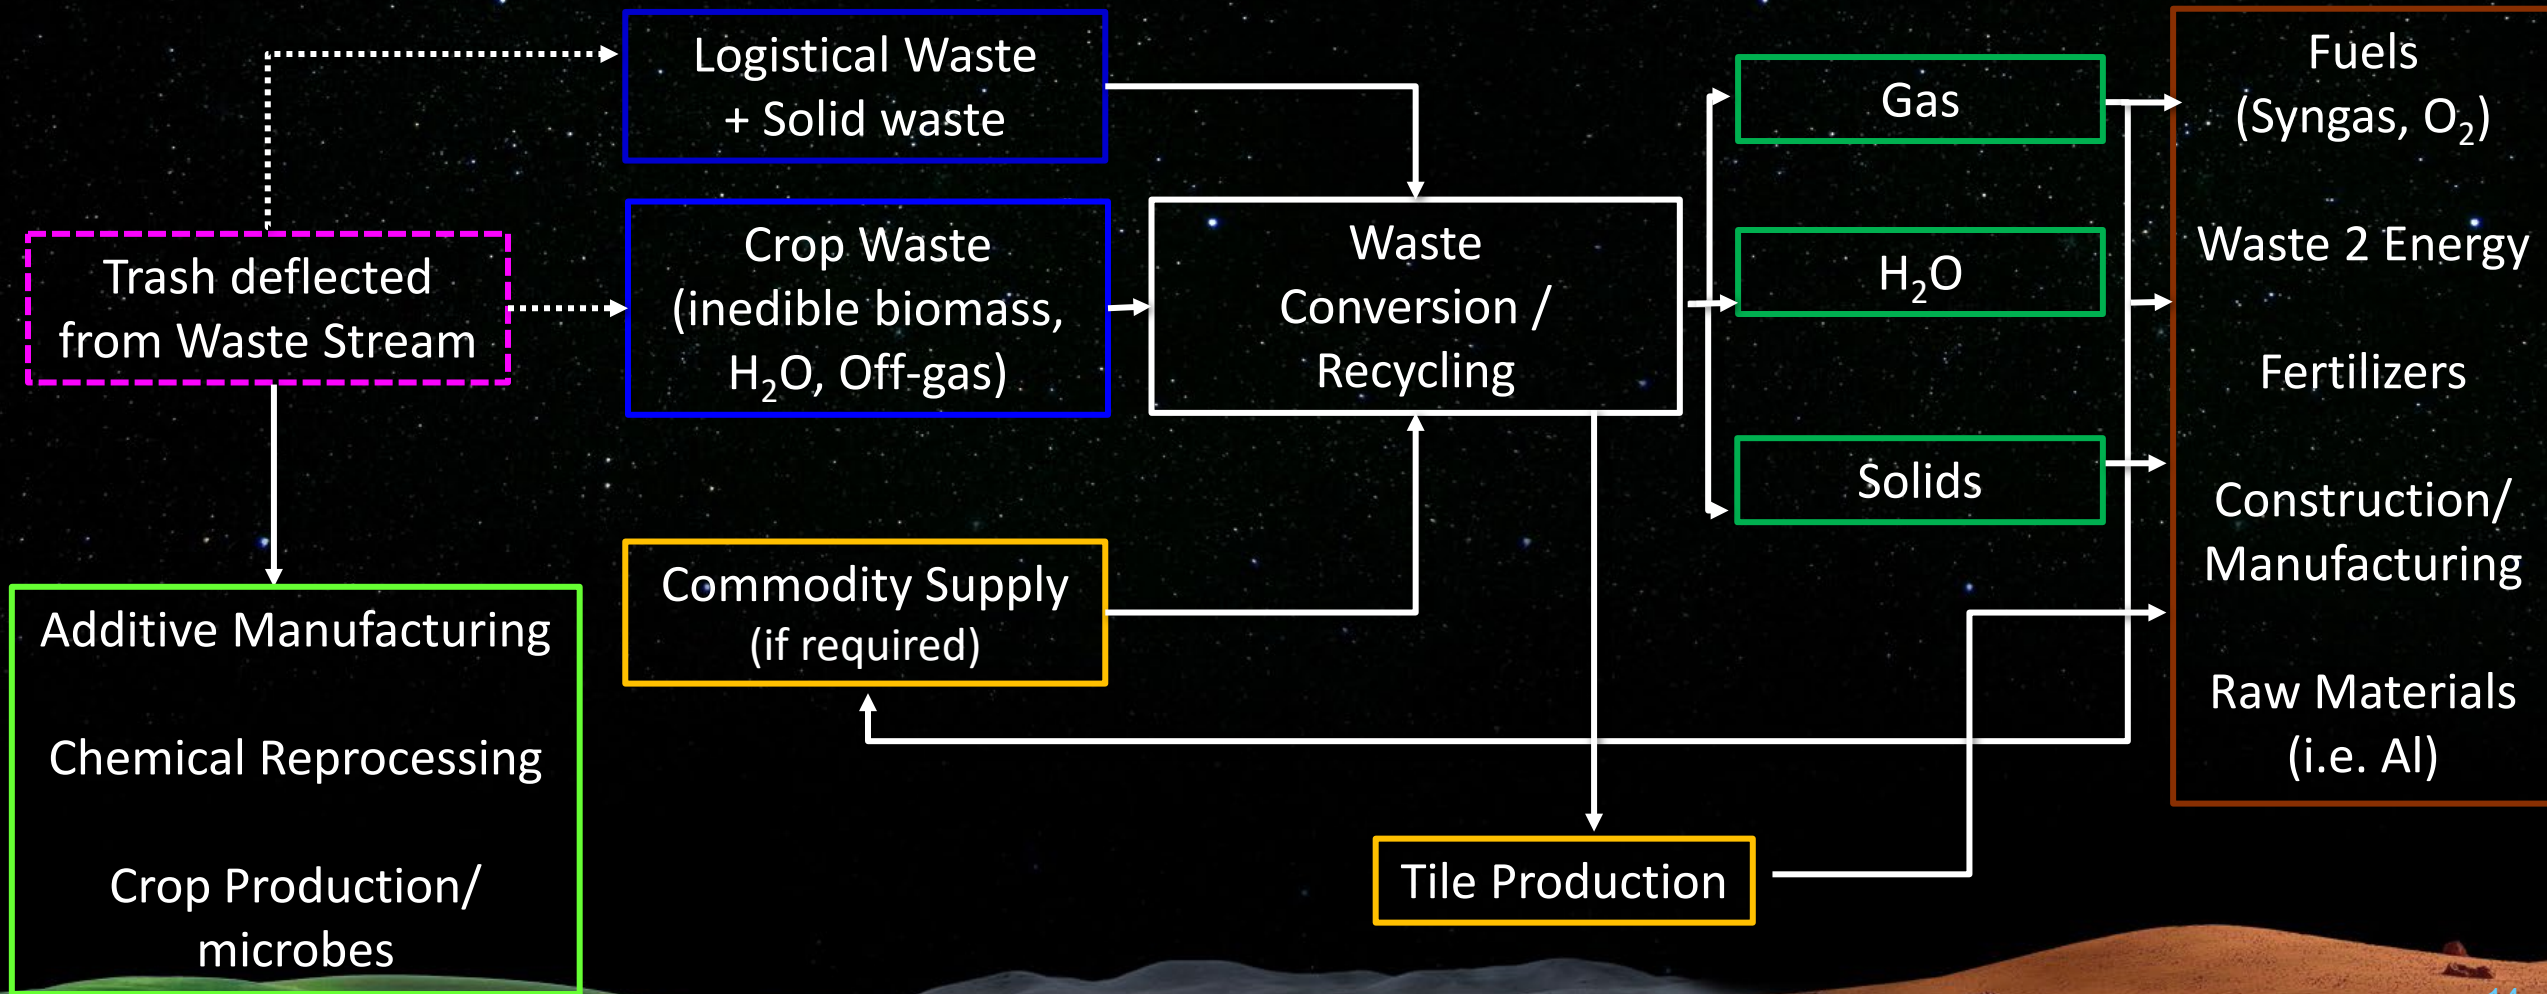 Logistical Waste
+ Solid waste
Trash deflected
from Waste Stream
Crop Waste
(inedible biomass,
H₂O, Off-gas)
Waste
Conversion /
Recycling
Gas
H₂O
Solids
Fuels
(Syngas, O₂)
Waste 2 Energy
Fertilizers
Construction/
Manufacturing
Raw Materials
(i.e. Al)
Commodity Supply
(if required)
Additive Manufacturing
Chemical Reprocessing
Crop Production/
microbes
Tile Production